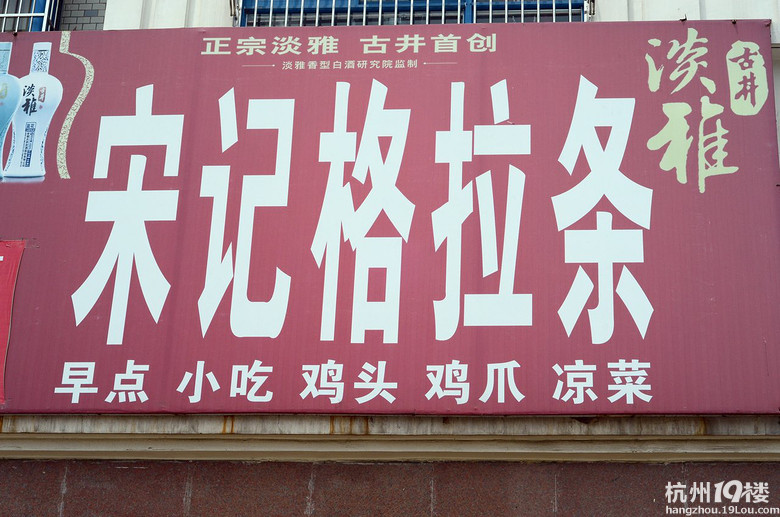 正宗淡雅 古井首创
淡雅香型白酒研究院监制
古井
淡雅
淡雅
宋记格拉条
早点 小吃 鸡头 鸡爪 凉菜
杭州19楼
hangzhou.19lou.com